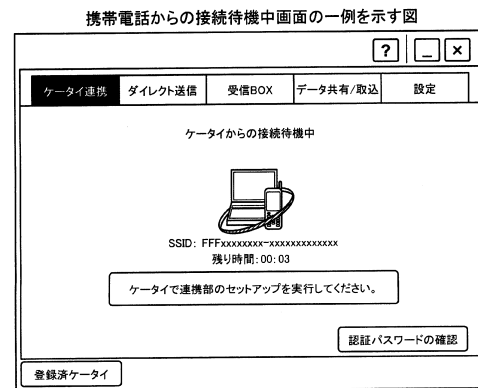 携帯電話からの接続待機中画面の一例を示す図
? _ ×
ケータイ連携 ダイレクト送信 受信BOX データ共有/取込 設定
ケータイからの接続待機中
SSID: FFFxxxxxxxx-xxxxxxxxxxxxx
残り時間:00:03
ケータイで連携部のセットアップを実行してください。
認証パスワードの確認
登録済ケータイ